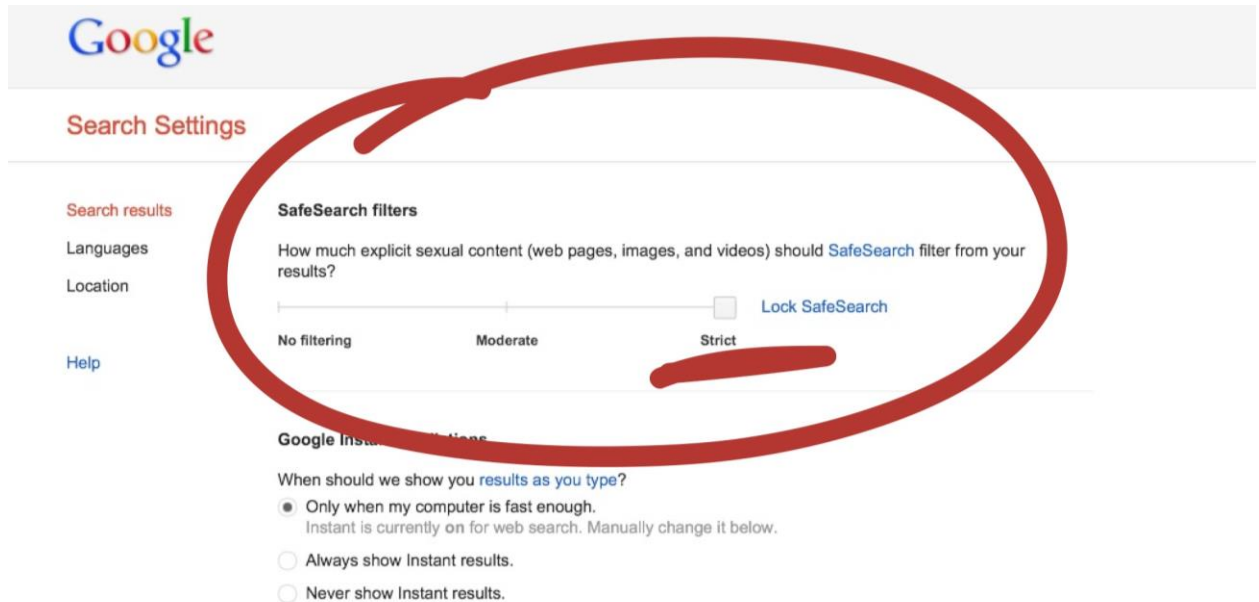 Google
Search Settings
Search results
Languages
Location
Help
SafeSearch filters
How much explicit sexual content (web pages, images, and videos) should SafeSearch filter from your
results?
Lock SafeSearch
No filtering Moderate Strict
Google
When should we show you results as you type?
Only when my computer is fast enough.
Instant is currently on for web search. Manually change it below.
Always show Instant results.
Never show Instant results.